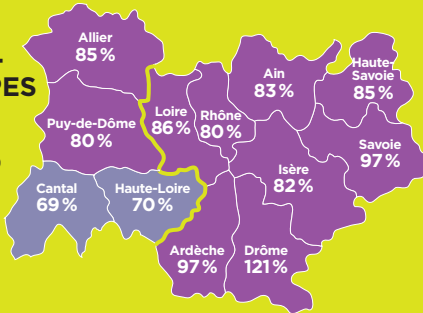 PES
Allier
85 %
Puy-de-Dôme
80 %
Cantal
69 %
Haute-Loire
70 %
Loire
86 %
Rhône
80 %
Ain
83 %
Haute-
Savoie
85 %
Savoie
97 %
Isère
82 %
Ardèche
97 %
Drôme
121 %